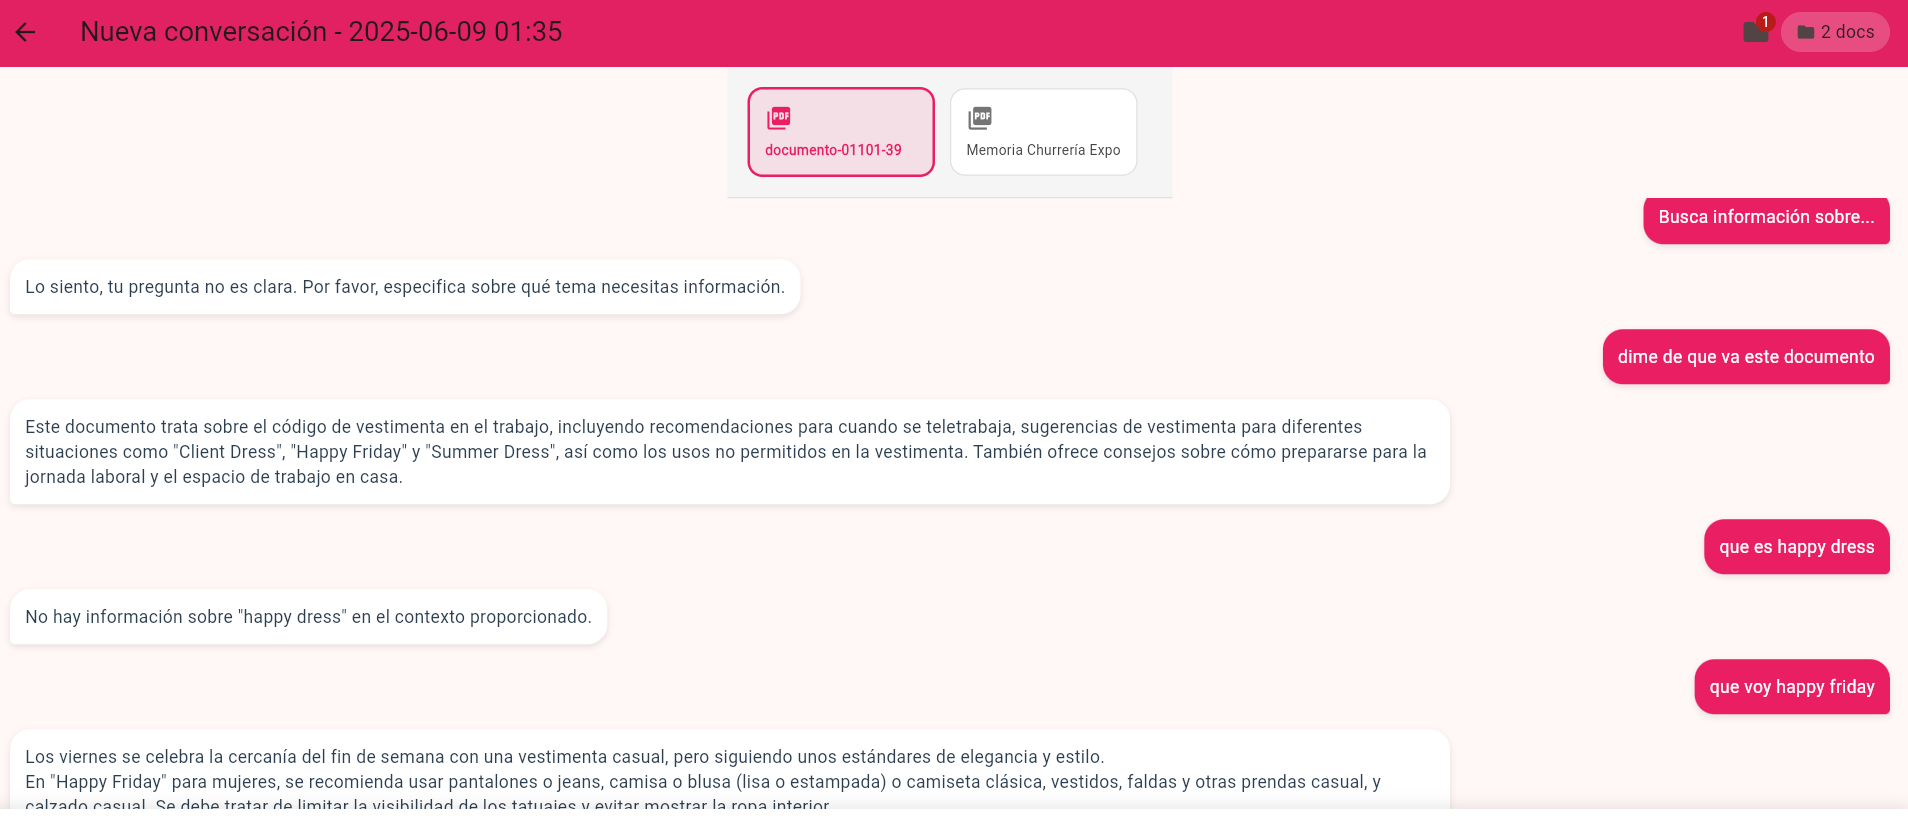 Nueva conversación - 2025-06-09 01:35
1
2 docs
PDF
documento-01101-39
PDF
Memoria Churrería Expo
Busca información sobre...
Lo siento, tu pregunta no es clara. Por favor, especifica sobre qué tema necesitas información.
dime de que va este documento
Este documento trata sobre el código de vestimenta en el trabajo, incluyendo recomendaciones para cuando se teletrabaja, sugerencias de vestimenta para diferentes
situaciones como "Client Dress", "Happy Friday" y "Summer Dress", así como los usos no permitidos en la vestimenta. También ofrece consejos sobre cómo prepararse para la
jornada laboral y el espacio de trabajo en casa.
que es happy dress
No hay información sobre "happy dress" en el contexto proporcionado.
que voy happy friday
Los viernes se celebra la cercanía del fin de semana con una vestimenta casual, pero siguiendo unos estándares de elegancia y estilo.
En "Happy Friday" para mujeres, se recomienda usar pantalones o jeans, camisa o blusa (lisa o estampada) o camiseta clásica, vestidos, faldas y otras prendas casual, y
calzado casual. Se debe tratar de limitar la visibilidad de los tatuajes y evitar mostrar la ropa interior.